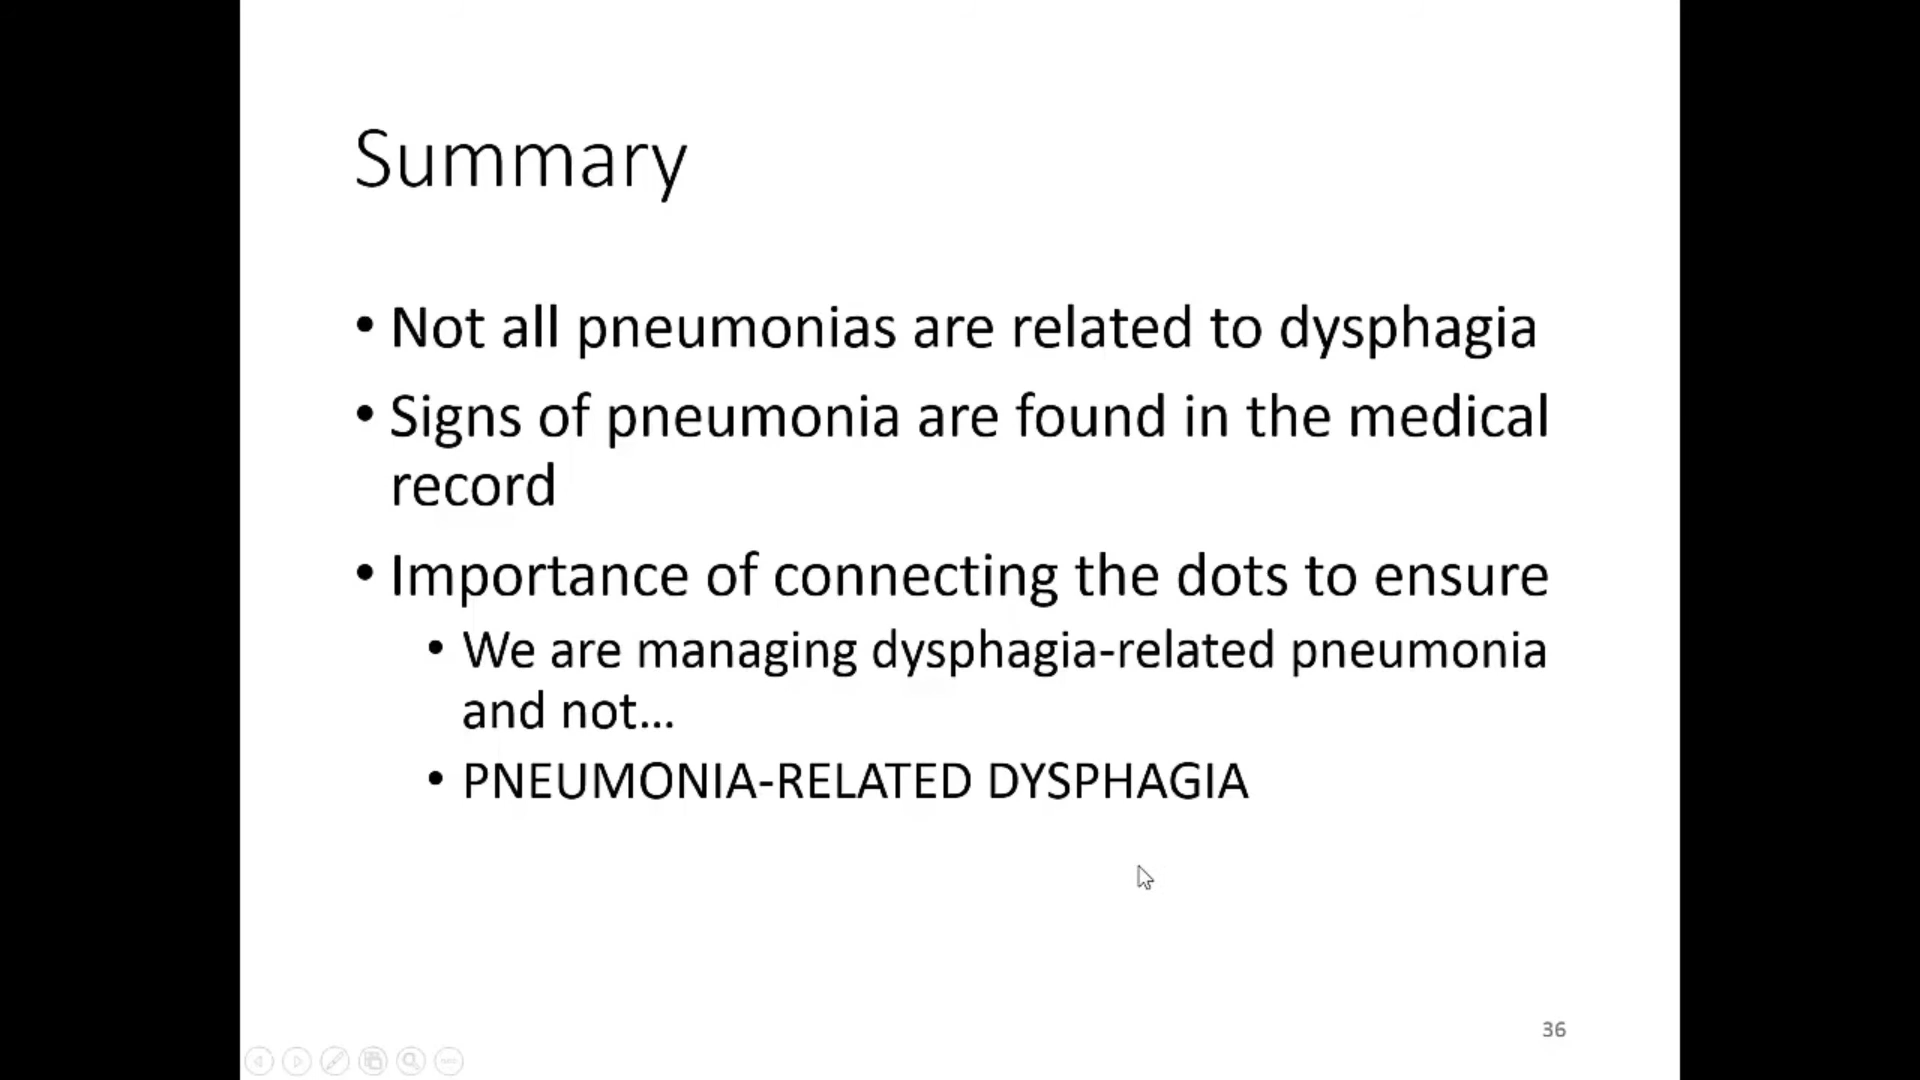 Summary
• Not all pneumonias are related to dysphagia
• Signs of pneumonia are found in the medical
record
• Importance of connecting the dots to ensure
• We are managing dysphagia-related pneumonia
and not...
• PNEUMONIA-RELATED DYSPHAGIA
36